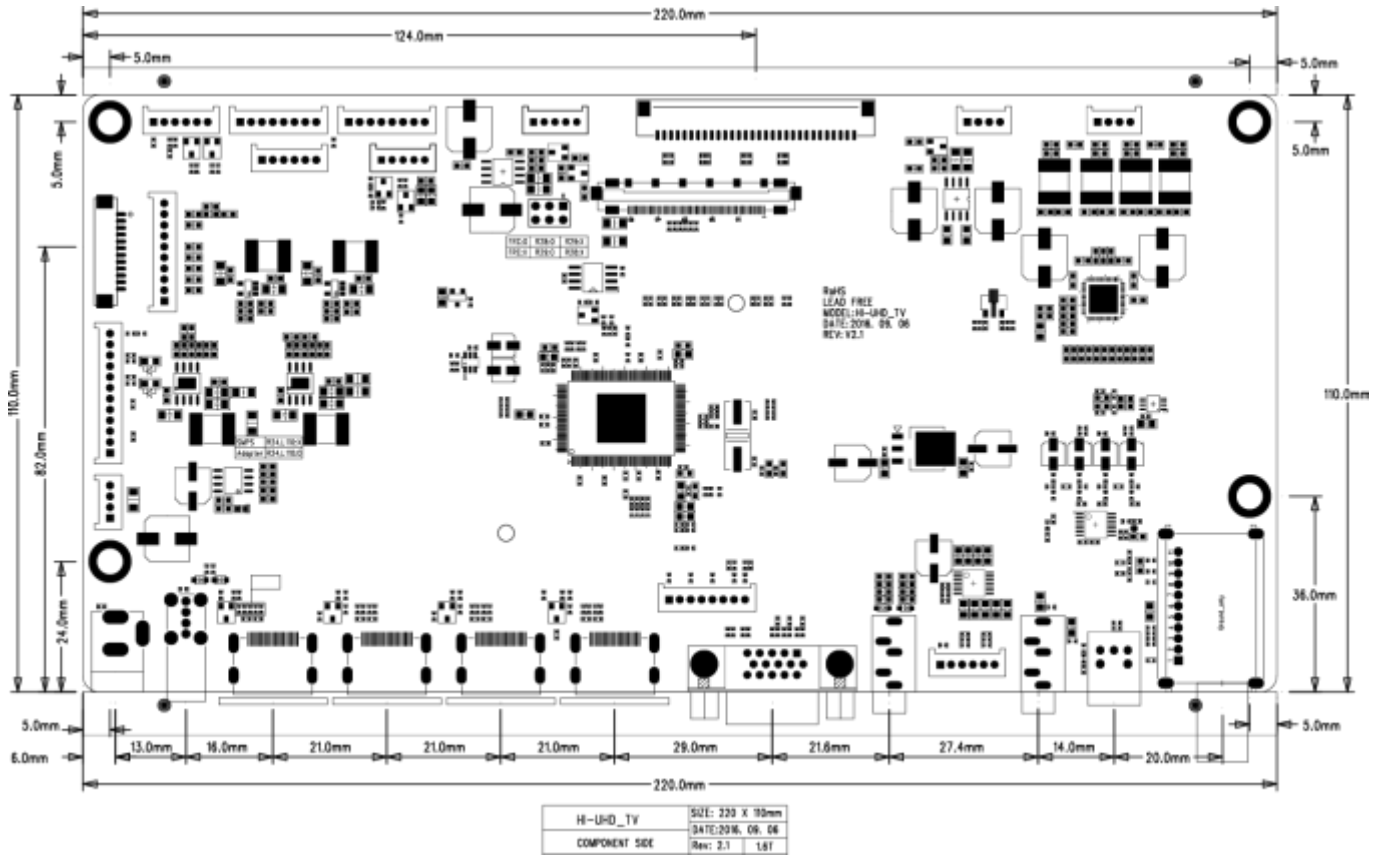 220.0mm
124.0mm
5.0mm
5.0mm
5.0mm
5.0mm
110.0mm
82.0mm
24.0mm
110.0mm
36.0mm
RoHS
LEAD FREE
MODEL:HI-UHD_TV
DATE:2016. 09. 06
REV: V2.1
SMPS
Adapter
5.0mm
5.0mm
6.0mm
13.0mm
16.0mm
21.0mm
21.0mm
21.0mm
29.0mm
21.6mm
27.4mm
14.0mm
20.0mm
220.0mm
HI-UHD_TV
COMPONENT SIDE
SIZE: 220 X 110mm
DATE:2016. 09. 06
Rev: 2.1
1.6T